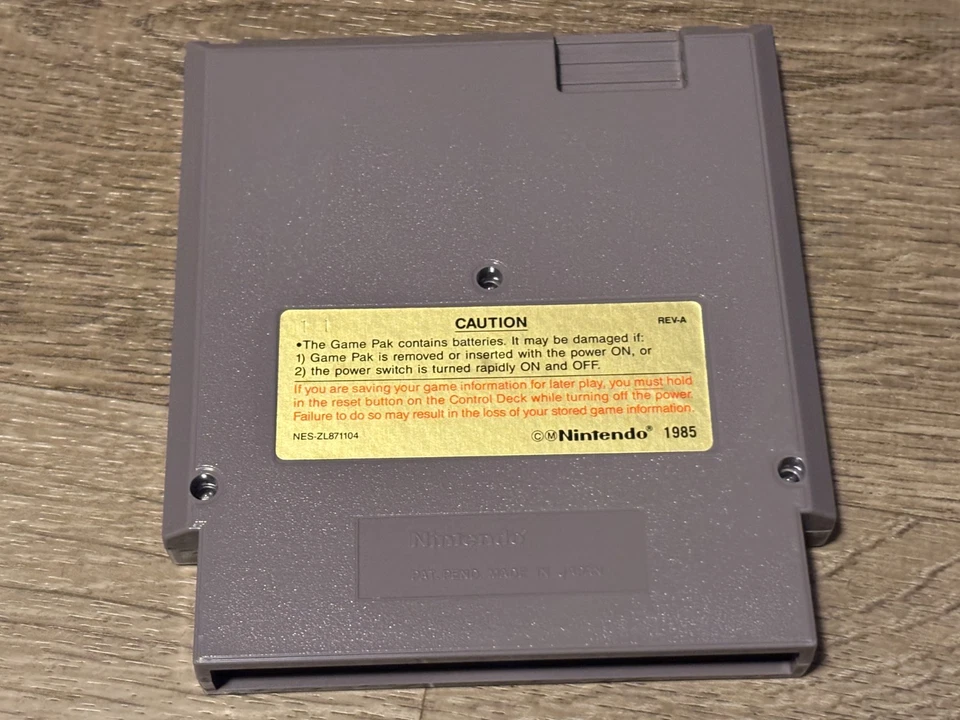 11
CAUTION
REV-A
•The Game Pak contains batteries. It may be damaged if:
1) Game Pak is removed or inserted with the power ON, or
2) the power switch is turned rapidly ON and OFF.
If you are saving your game information for later play, you must hold
in the reset button on the Control Deck while turning off the power.
Failure to do so may result in the loss of your stored game information.
NES-ZL871104
©ⓂNintendo® 1985
Nintendo
PAT. PEND MADE IN JAPAN